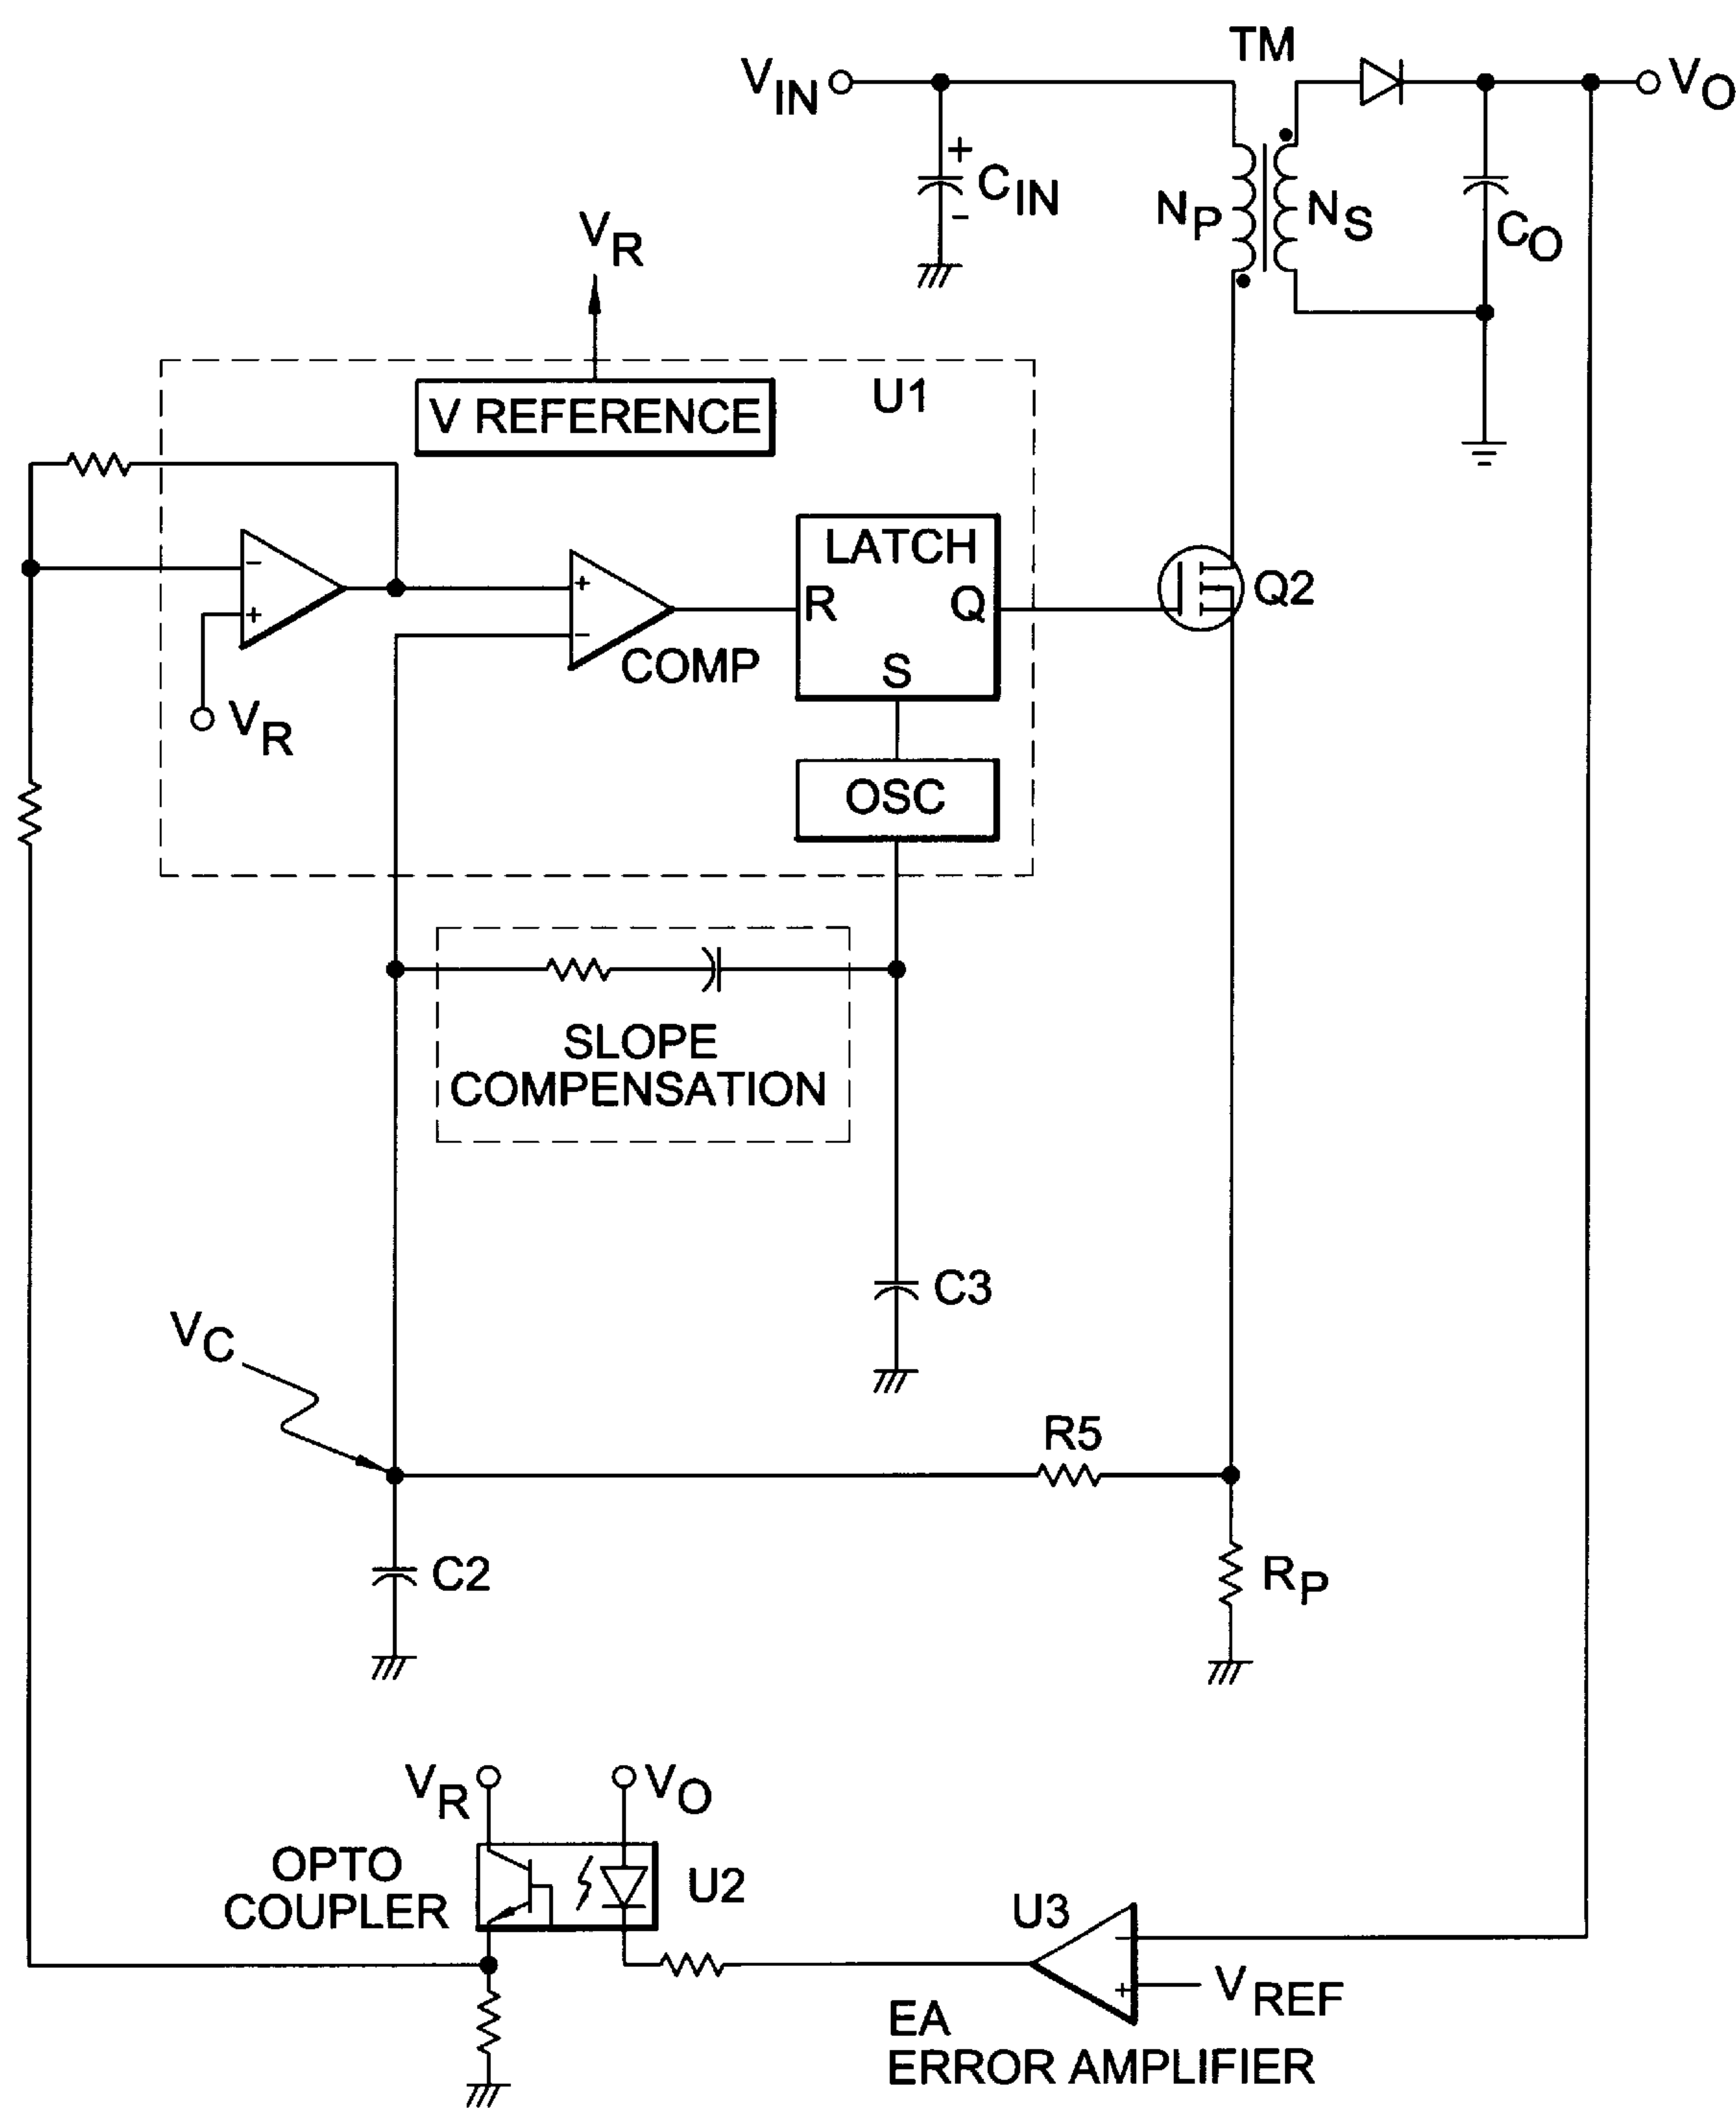 TM
VIN
VO
+
CIN
-
NP
NS
CO
VR
U1
V REFERENCE
-
+
VR
+
-
COMP
LATCH
R
Q
S
Q2
OSC
SLOPE
COMPENSATION
C3
VC
R5
C2
RP
VR
VO
OPTO
COUPLER
U2
U3
-
+
VREF
EA
ERROR AMPLIFIER